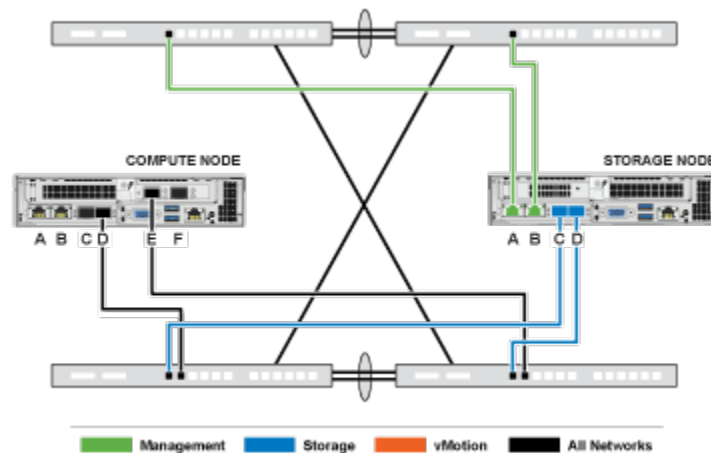 COMPUTE NODE
STORAGE NODE
A B C D E F
A B C D
Management Storage vMotion All Networks